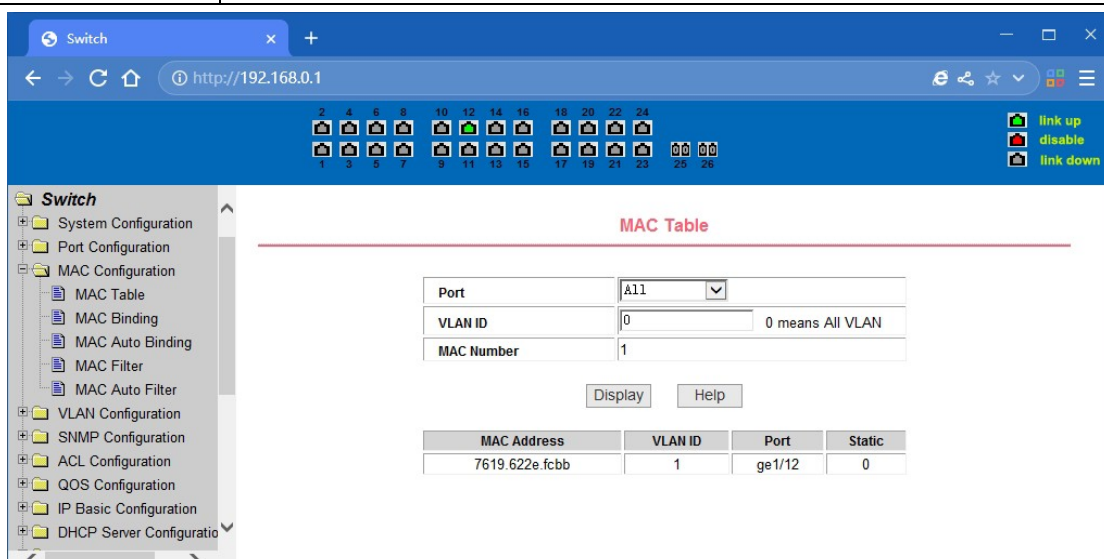 Switch
http://192.168.0.1
2 4 6 8 10 12 14 16 18 20 22 24
1 3 5 7 9 11 13 15 17 19 21 23 25 26
link up
disable
link down
Switch
System Configuration
Port Configuration
MAC Configuration
MAC Table
MAC Binding
MAC Auto Binding
MAC Filter
MAC Auto Filter
VLAN Configuration
SNMP Configuration
ACL Configuration
QOS Configuration
IP Basic Configuration
DHCP Server Configuratio
MAC Table
Port All
VLAN ID 0 0 means All VLAN
MAC Number 1
Display Help
MAC Address VLAN ID Port Static
7619.622e.fcbb 1 ge1/12 0